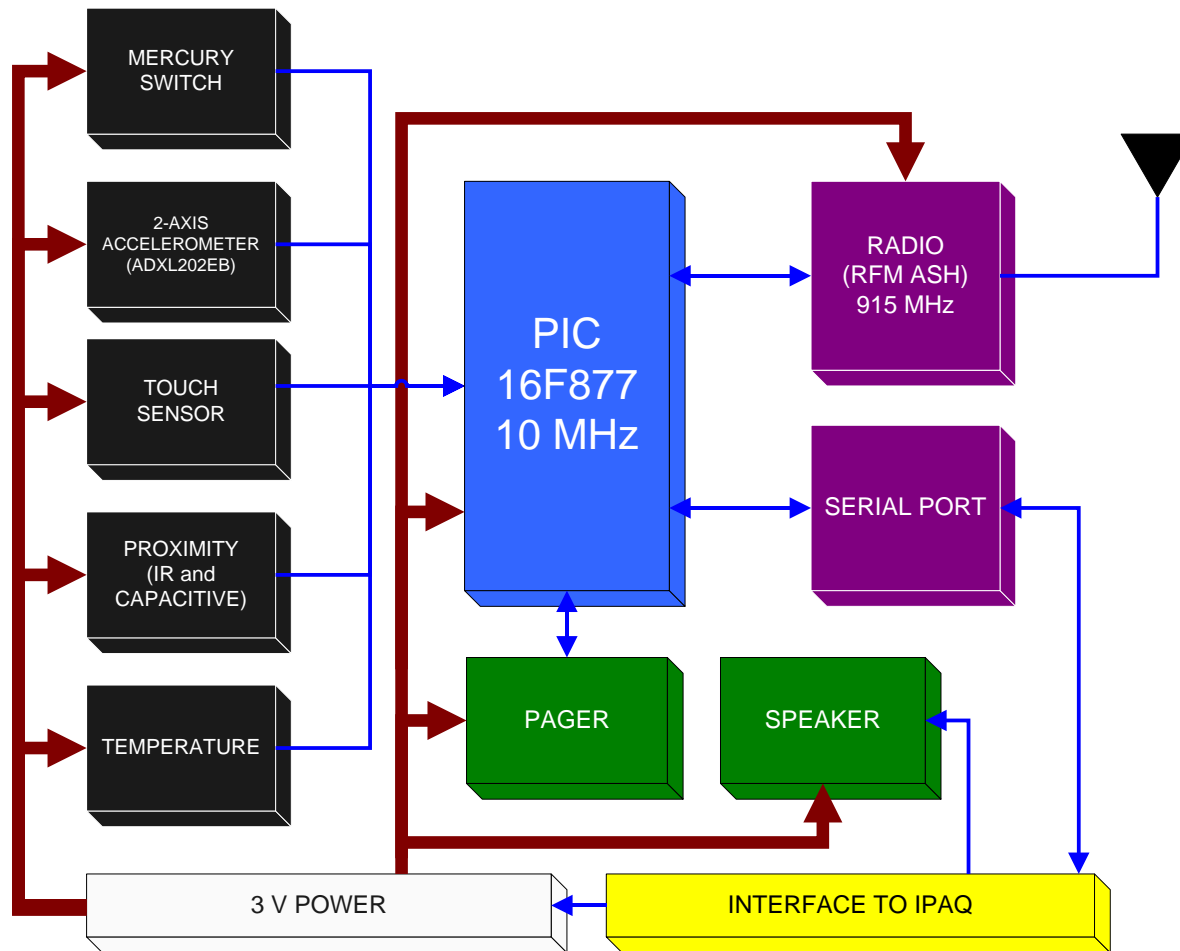 MERCURY
SWITCH
2-AXIS
ACCELEROMETER
(ADXL202EB)
TOUCH
SENSOR
PROXIMITY
(IR and
CAPACITIVE)
TEMPERATURE
PIC
16F877
10 MHz
RADIO
(RFM ASH)
915 MHz
SERIAL PORT
PAGER
SPEAKER
3 V POWER
INTERFACE TO IPAQ